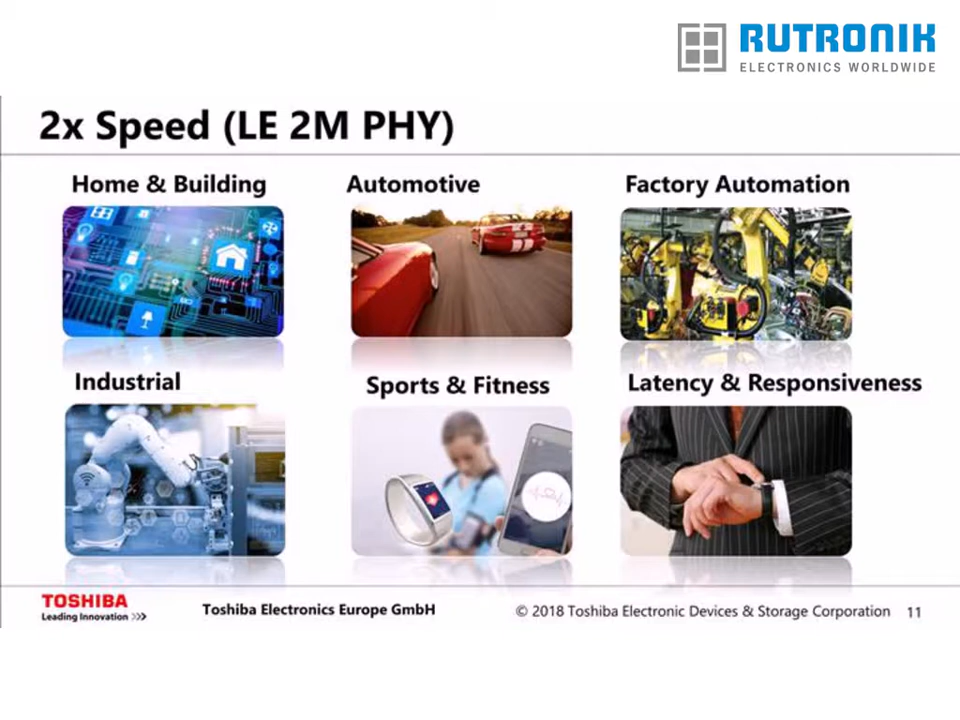 RUTRONIK
ELECTRONICS WORLDWIDE
2x Speed (LE 2M PHY)
Home & Building
Automotive
Factory Automation
Industrial
Sports & Fitness
Latency & Responsiveness
TOSHIBA
Leading Innovation >>>
Toshiba Electronics Europe GmbH
© 2018 Toshiba Electronic Devices & Storage Corporation
11